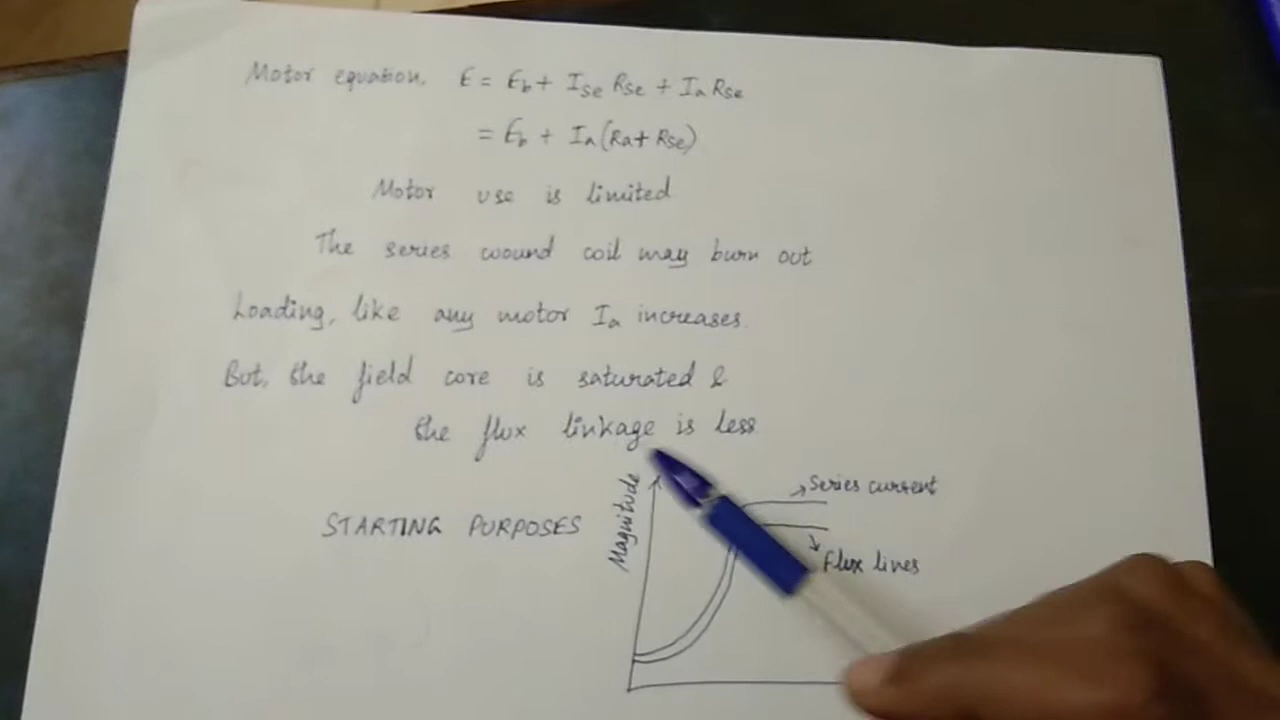 Motor equation, E = Eb + Ise Rse + Ia Rse
= Eb + Ia (Ra + Rse)
Motor use is limited
The series wound coil may burn out
Loading, like any motor Ia increases.
But, the field core is saturated &
the flux linkage is less
STARTING PURPOSES
Magnitude
Series current
Flux lines